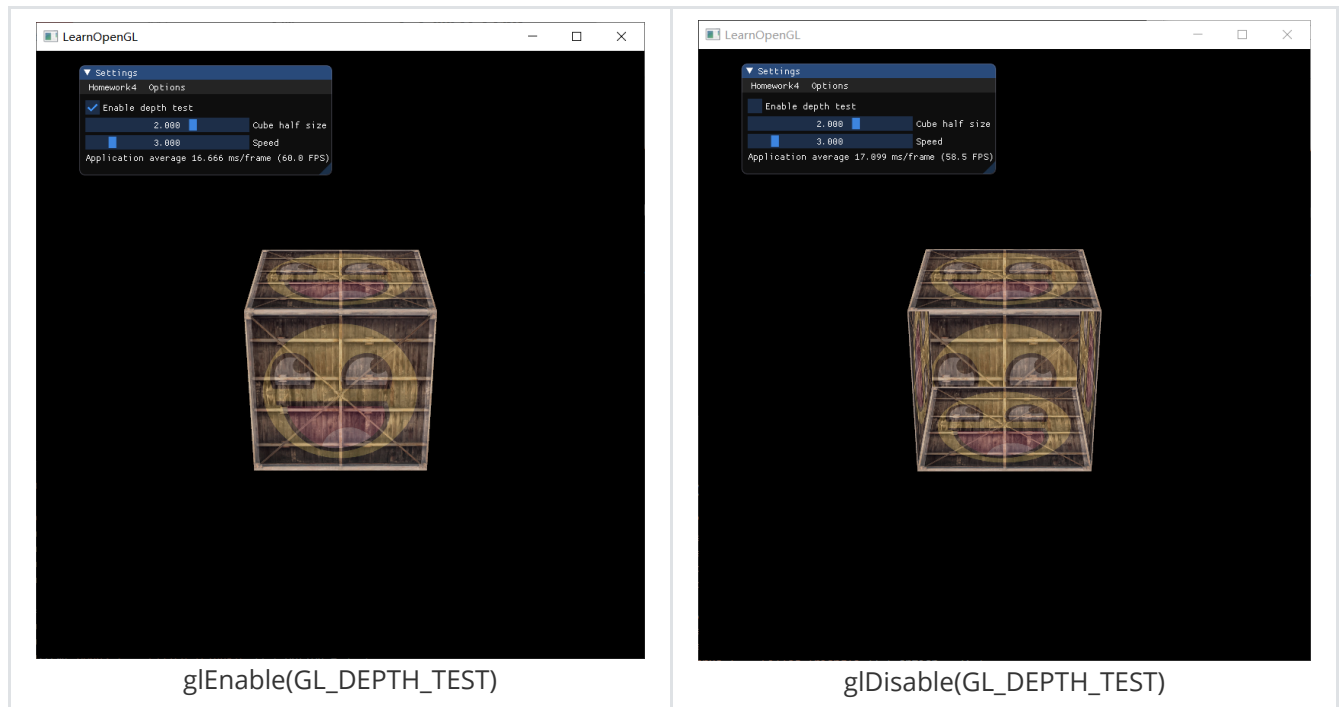 LearnOpenGL
Settings
Homework4 Options
Enable depth test
2.000 Cube half size
3.000 Speed
Application average 16.666 ms/frame (60.0 FPS)
glEnable(GL_DEPTH_TEST)
LearnOpenGL
Settings
Homework4 Options
Enable depth test
2.000 Cube half size
3.000 Speed
Application average 17.099 ms/frame (58.5 FPS)
glDisable(GL_DEPTH_TEST)